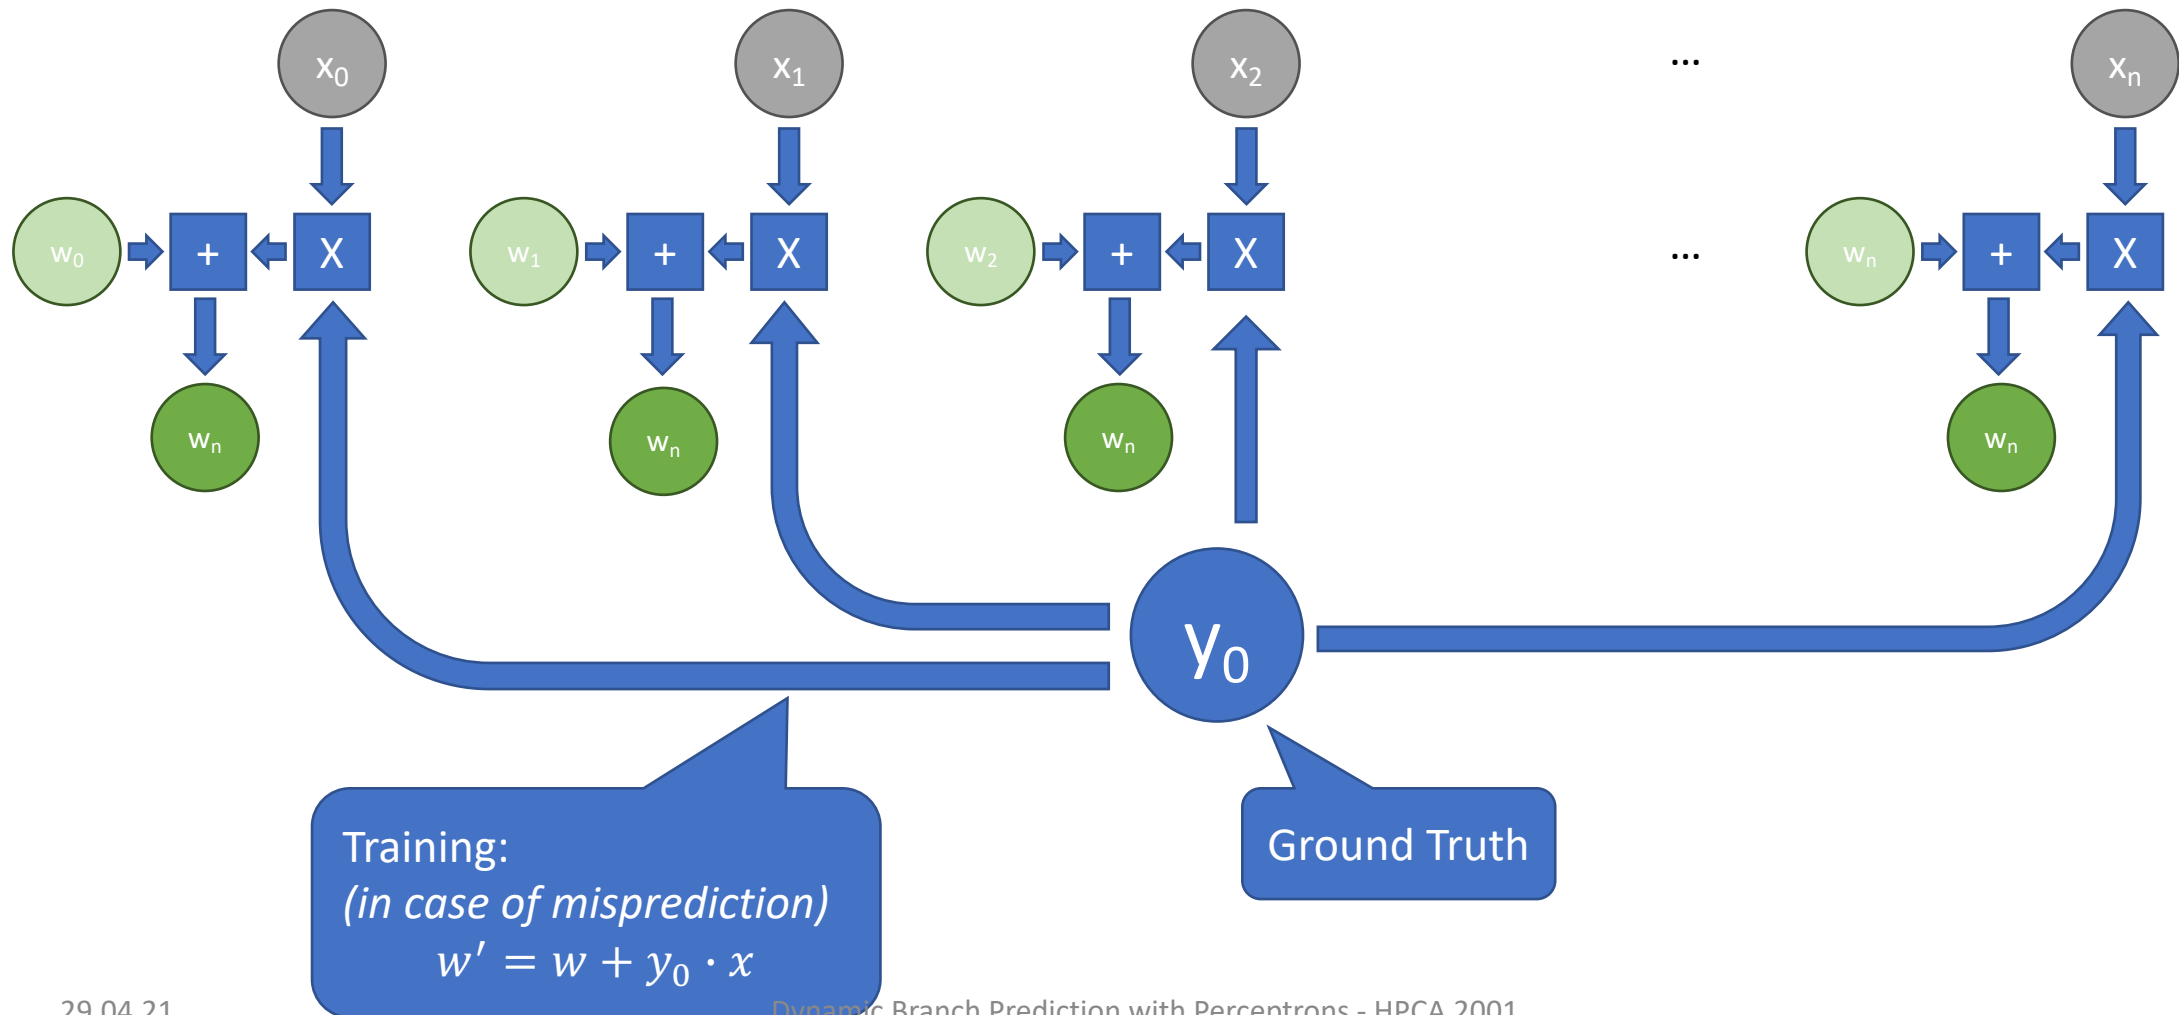 x0 x1 x2 ... xn
w0 + X w1 + X w2 + X ... wn + X
wn wn wn wn
y0
Training:
(in case of misprediction)
w′ = w + y0 · x
Ground Truth
29.04.21
Dynamic Branch Prediction with Perceptrons - HPCA 2001